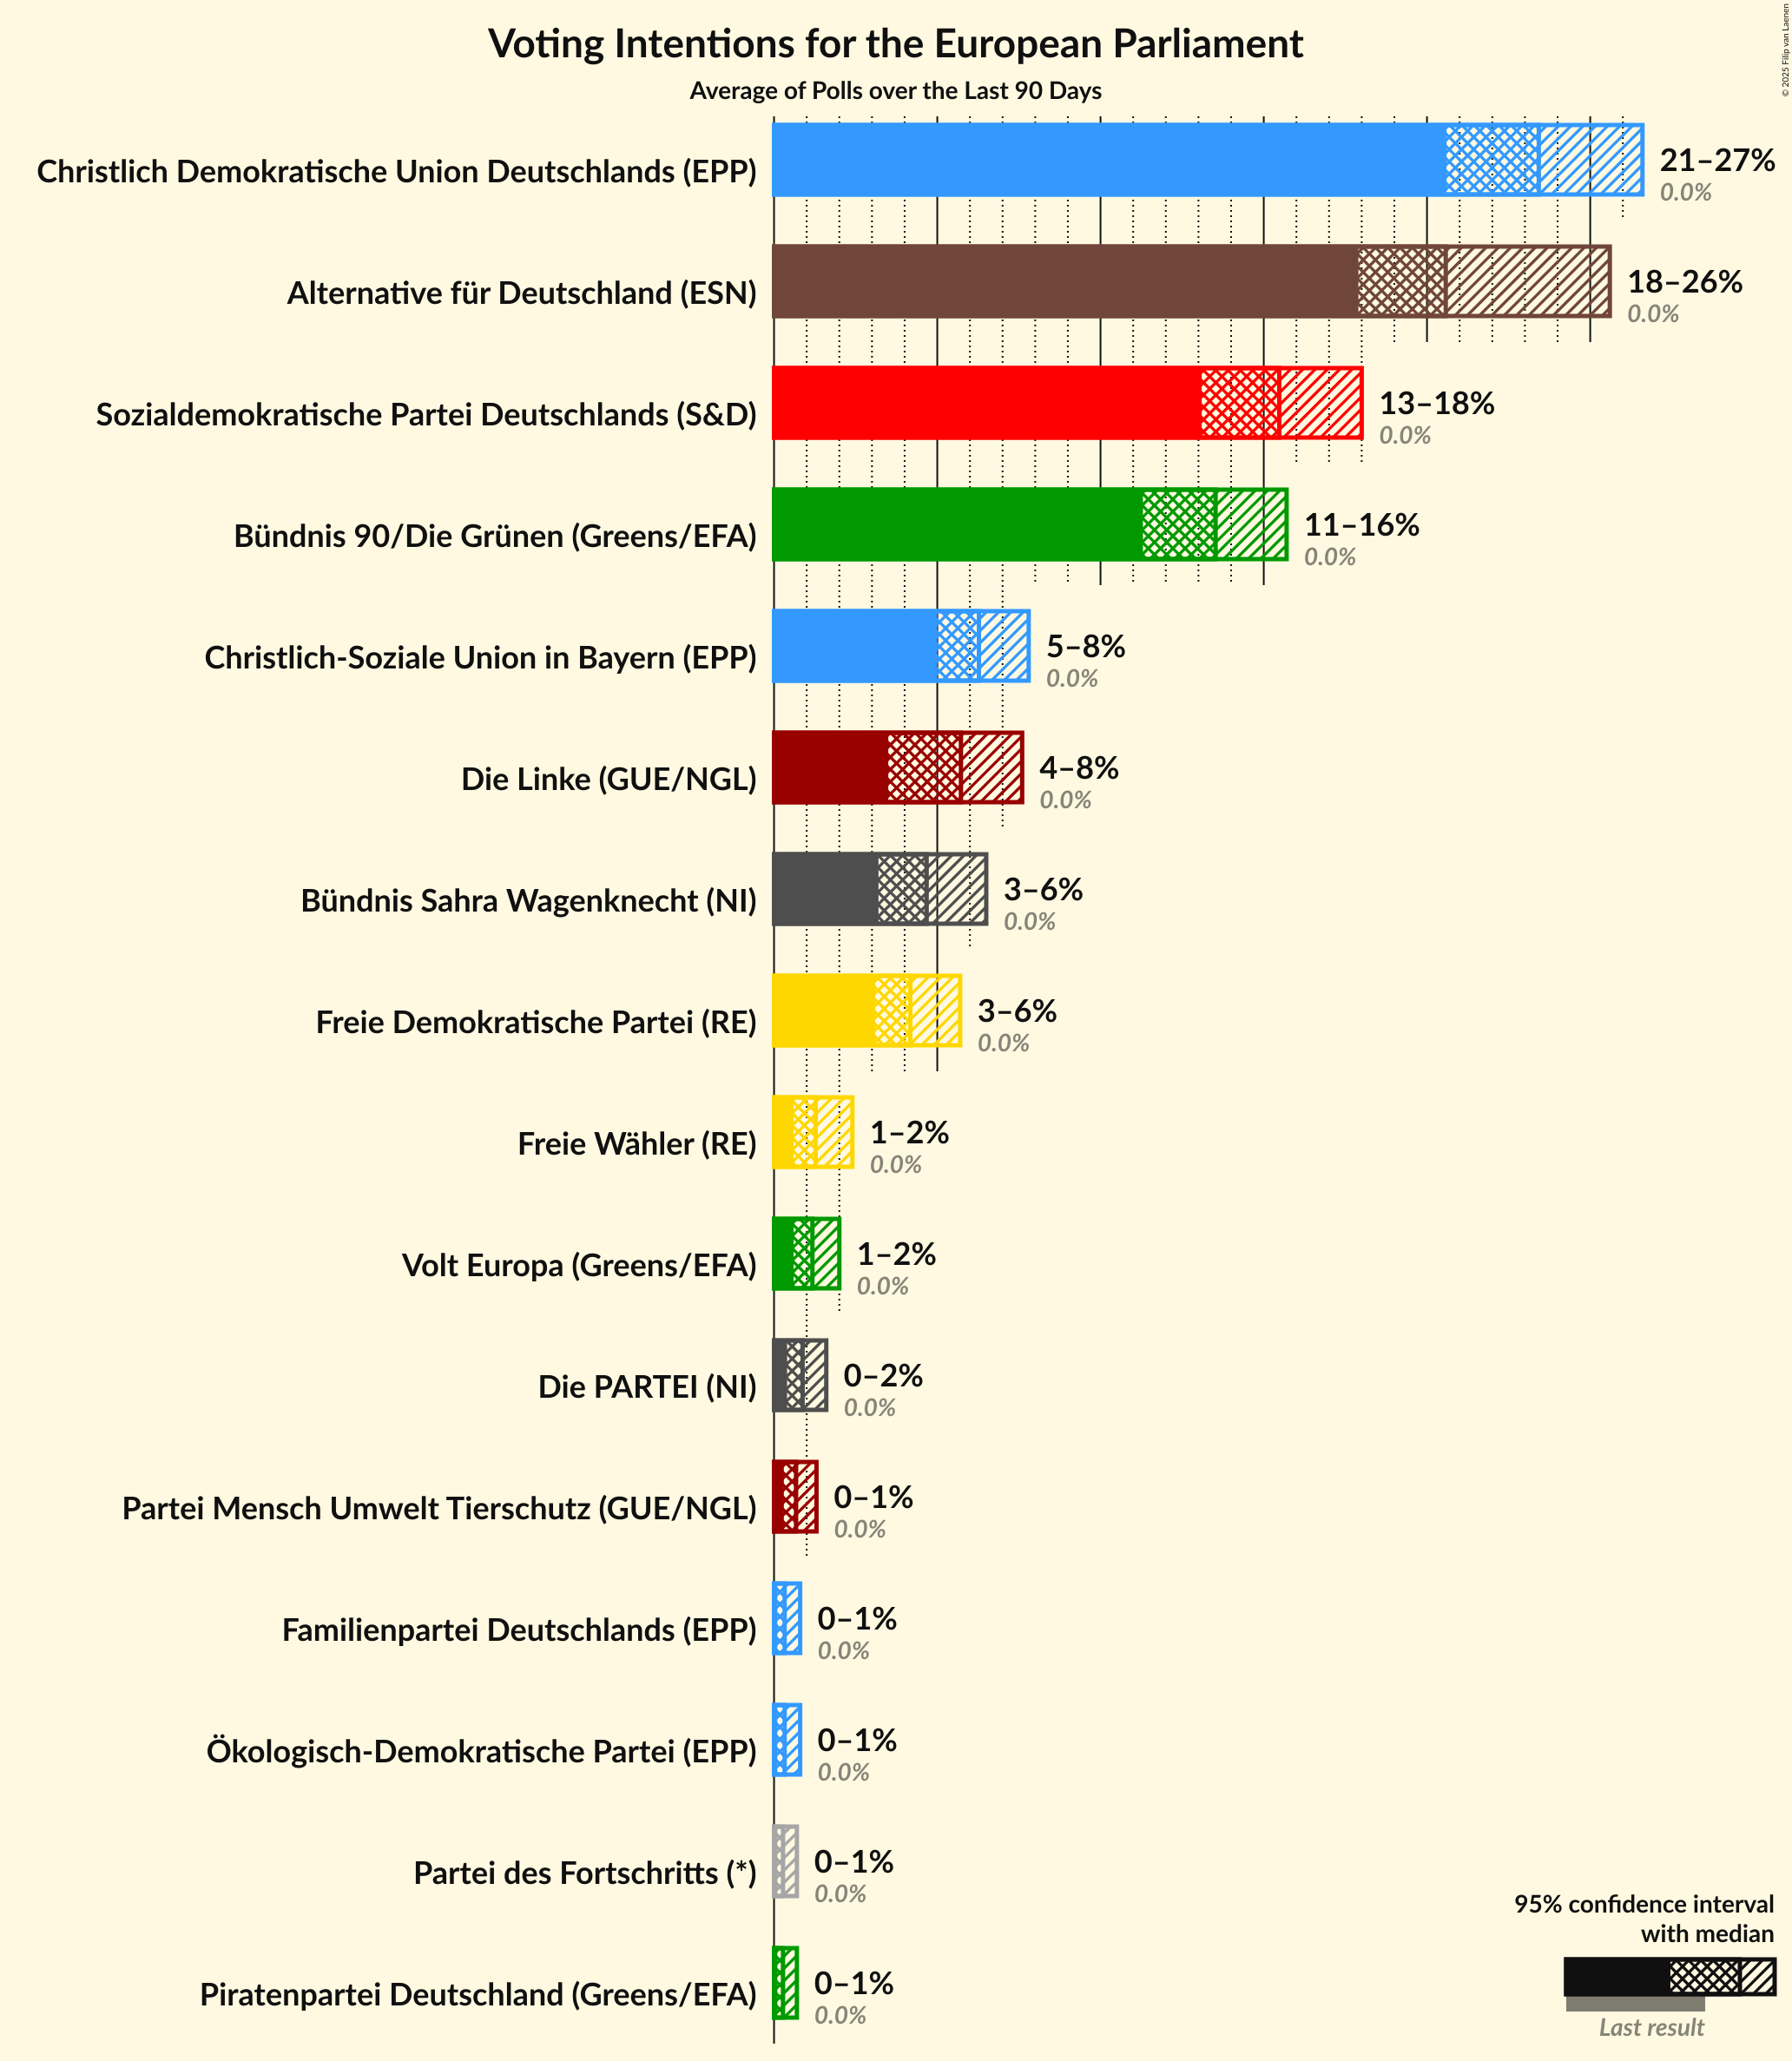 Voting Intentions for the European Parliament
Average of Polls over the Last 90 Days
© 2025 Filip van Laenen
Christlich Demokratische Union Deutschlands (EPP)
21–27%
0.0%
Alternative für Deutschland (ESN)
18–26%
0.0%
Sozialdemokratische Partei Deutschlands (S&D)
13–18%
0.0%
Bündnis 90/Die Grünen (Greens/EFA)
11–16%
0.0%
Christlich-Soziale Union in Bayern (EPP)
5–8%
0.0%
Die Linke (GUE/NGL)
4–8%
0.0%
Bündnis Sahra Wagenknecht (NI)
3–6%
0.0%
Freie Demokratische Partei (RE)
3–6%
0.0%
Freie Wähler (RE)
1–2%
0.0%
Volt Europa (Greens/EFA)
1–2%
0.0%
Die PARTEI (NI)
0–2%
0.0%
Partei Mensch Umwelt Tierschutz (GUE/NGL)
0–1%
0.0%
Familienpartei Deutschlands (EPP)
0–1%
0.0%
Ökologisch-Demokratische Partei (EPP)
0–1%
0.0%
Partei des Fortschritts (*)
0–1%
0.0%
Piratenpartei Deutschland (Greens/EFA)
0–1%
0.0%
95% confidence interval
with median
Last result